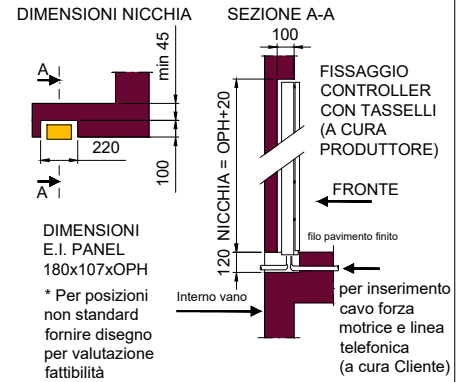 DIMENSIONI NICCHIA
SEZIONE A-A
A
min 45
220
100
A
DIMENSIONI
E.I. PANEL
180x107xOPH
* Per posizioni
non standard
fornire disegno
per valutazione
fattibilità
100
FISSAGGIO
CONTROLLER
CON TASSELLI
(A CURA
PRODUTTORE)
NICCHIA = OPH+20
120
FRONTE
filo pavimento finito
Interno vano
per inserimento
cavo forza
motrice e linea
telefonica
(a cura Cliente)